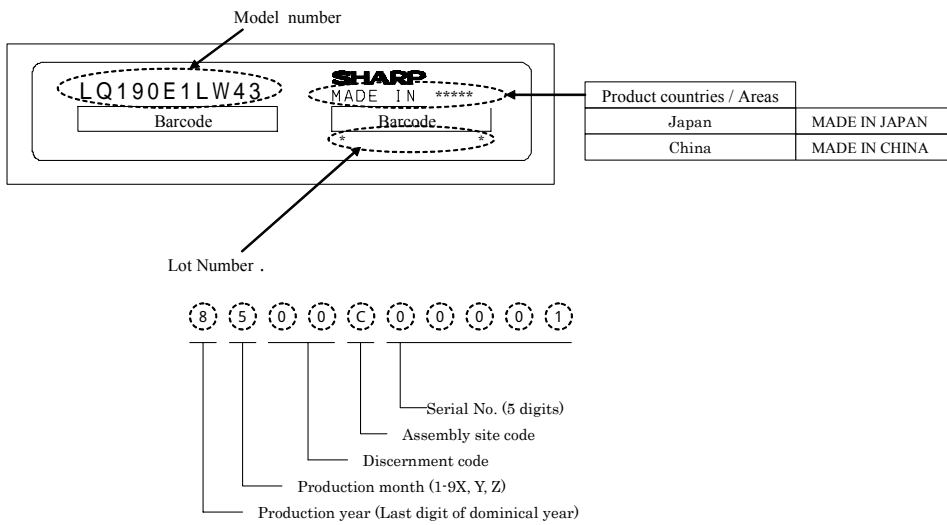 Model number
SHARP
LQ190E1LW43
MADE IN *****
Barcode
Barcode
* *
Product countries / Areas
Japan MADE IN JAPAN
China MADE IN CHINA
Lot Number .
8 5 0 0 C 0 0 0 0 1
Serial No. (5 digits)
Assembly site code
Discernment code
Production month (1-9X, Y, Z)
Production year (Last digit of dominical year)